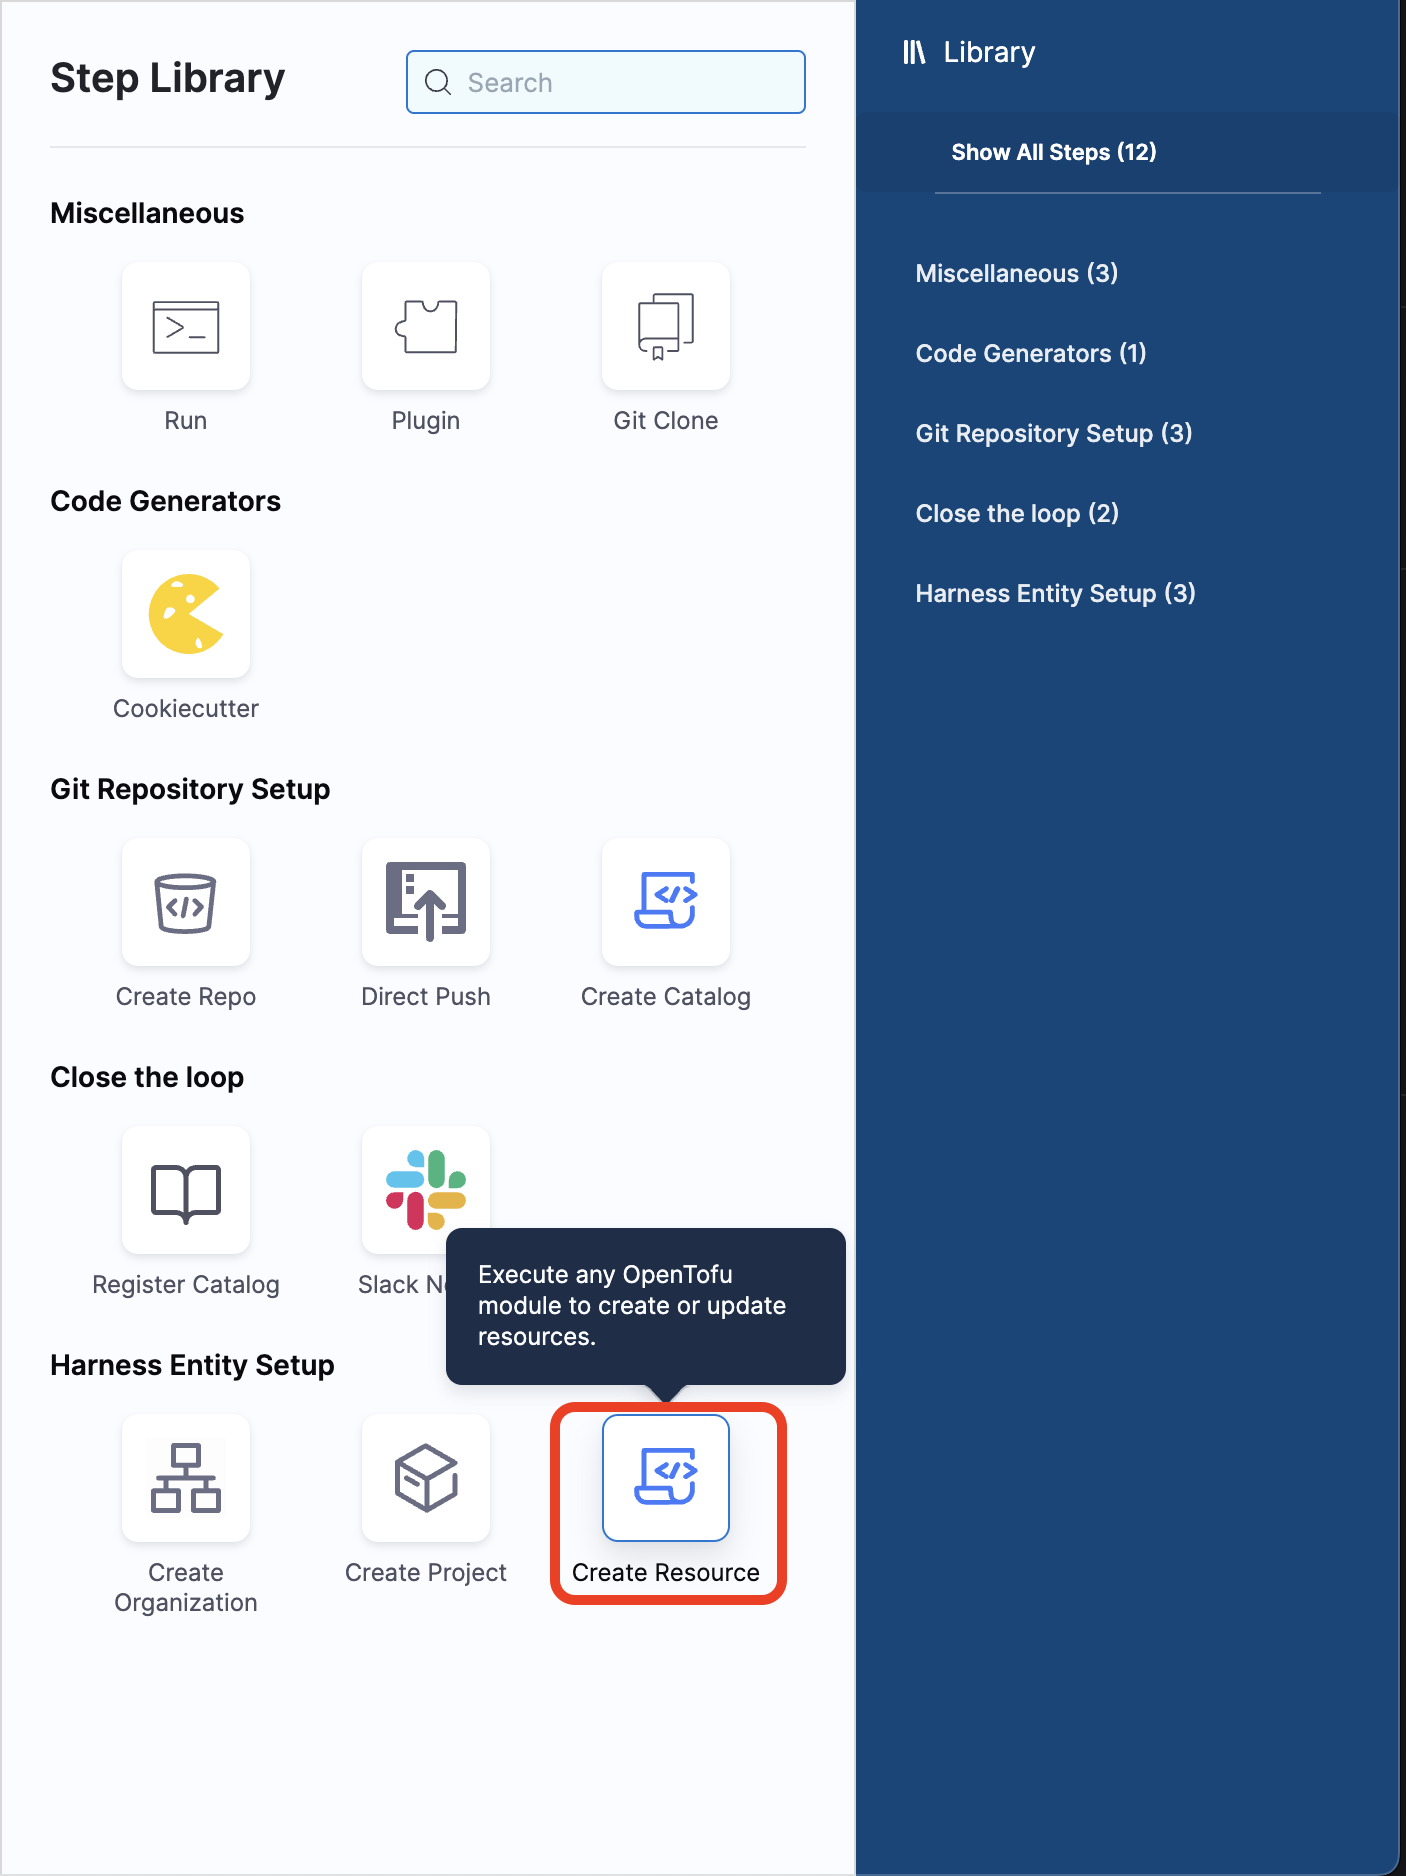 Step Library
Search
Miscellaneous
Run
Plugin
Git Clone
Code Generators
Cookiecutter
Git Repository Setup
Create Repo
Direct Push
Create Catalog
Close the loop
Register Catalog
Slack
Execute any OpenTofu
module to create or update
resources.
Harness Entity Setup
Create
Organization
Create Project
Create Resource
Library
Show All Steps (12)
Miscellaneous (3)
Code Generators (1)
Git Repository Setup (3)
Close the loop (2)
Harness Entity Setup (3)